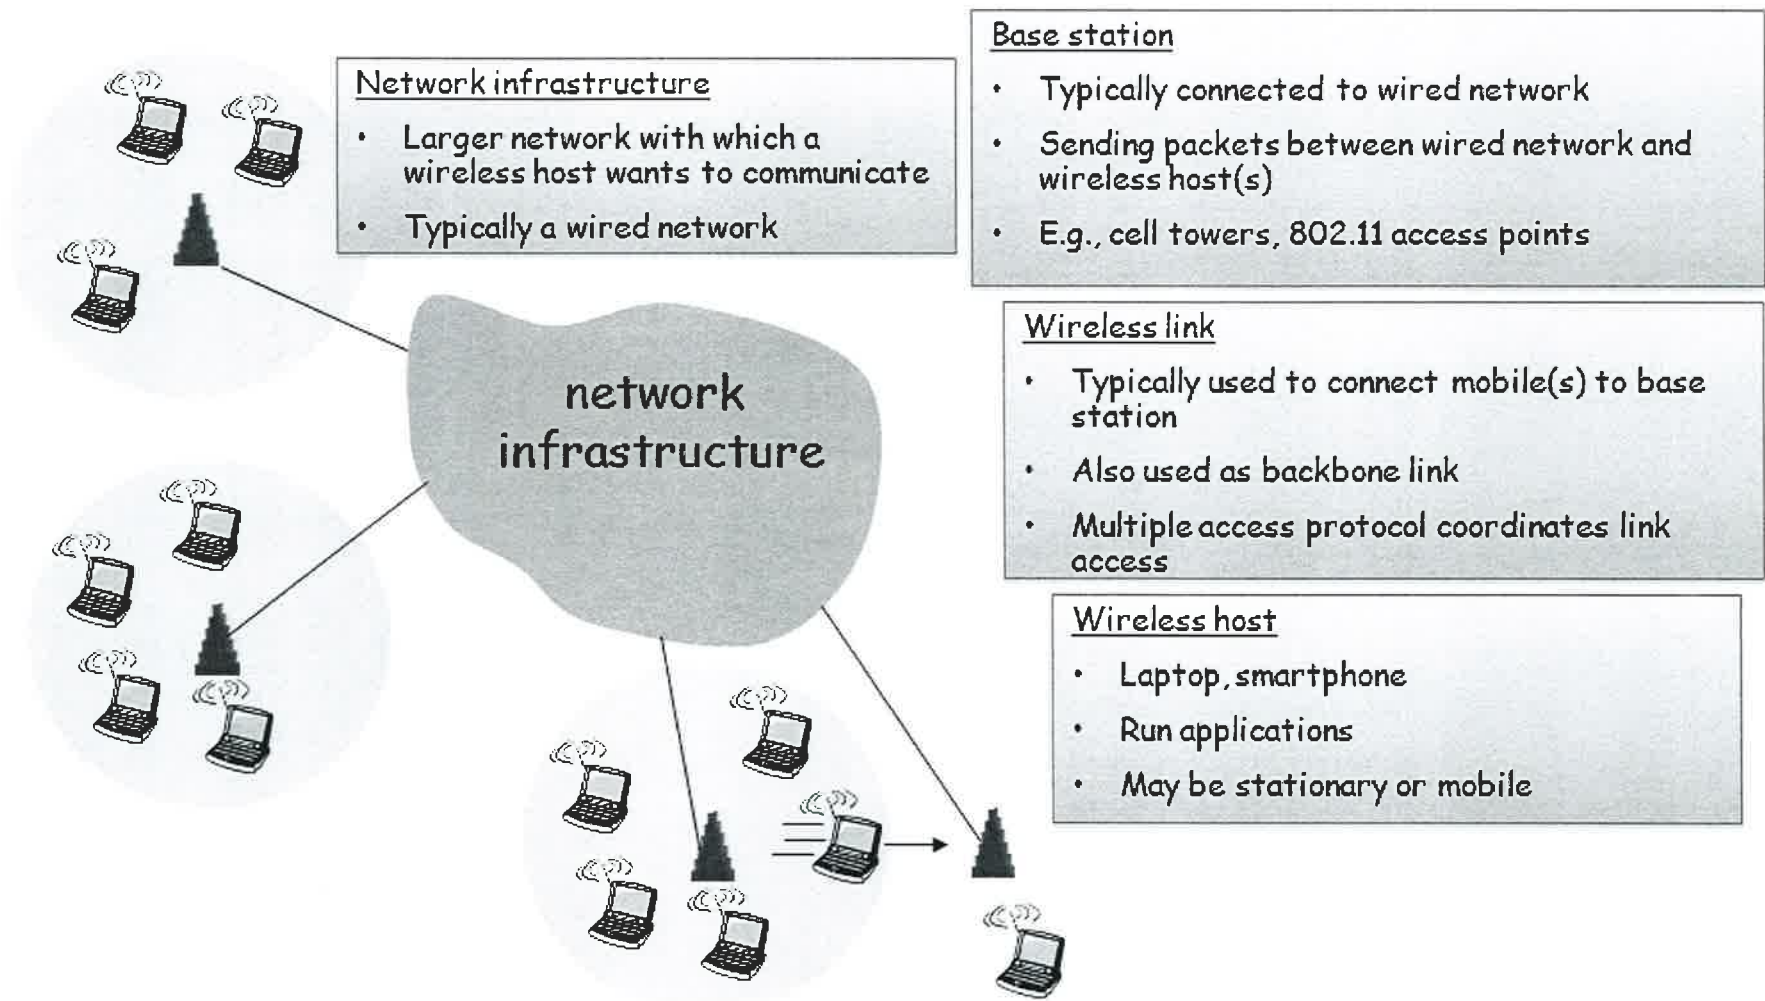 Network infrastructure
• Larger network with which a
wireless host wants to communicate
• Typically a wired network
Base station
• Typically connected to wired network
• Sending packets between wired network and
wireless host(s)
• E.g., cell towers, 802.11 access points
network
infrastructure
Wireless link
• Typically used to connect mobile(s) to base
station
• Also used as backbone link
• Multiple access protocol coordinates link
access
Wireless host
• Laptop, smartphone
• Run applications
• May be stationary or mobile